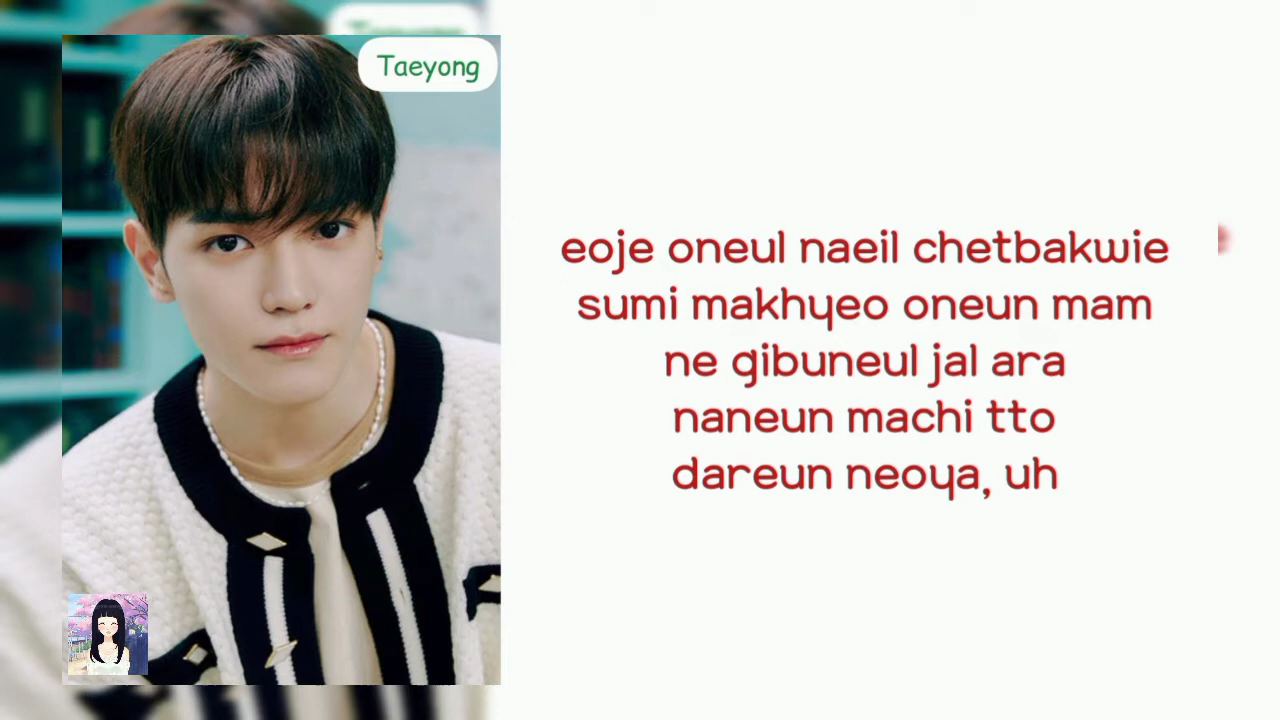 Taeyong
eoje oneul naeil chetbakwie
sumi makhyeo oneun mam
ne gibuneul jal ara
naneun machi tto
dareun neoya, uh